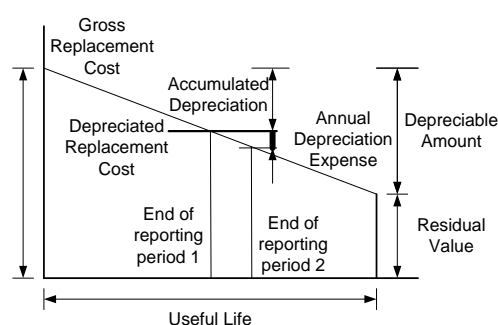 Gross
Replacement
Cost
Accumulated
Depreciation
Annual
Depreciation
Expense
Depreciable
Amount
Depreciated
Replacement
Cost
End of
reporting
period 1
End of
reporting
period 2
Residual
Value
Useful Life